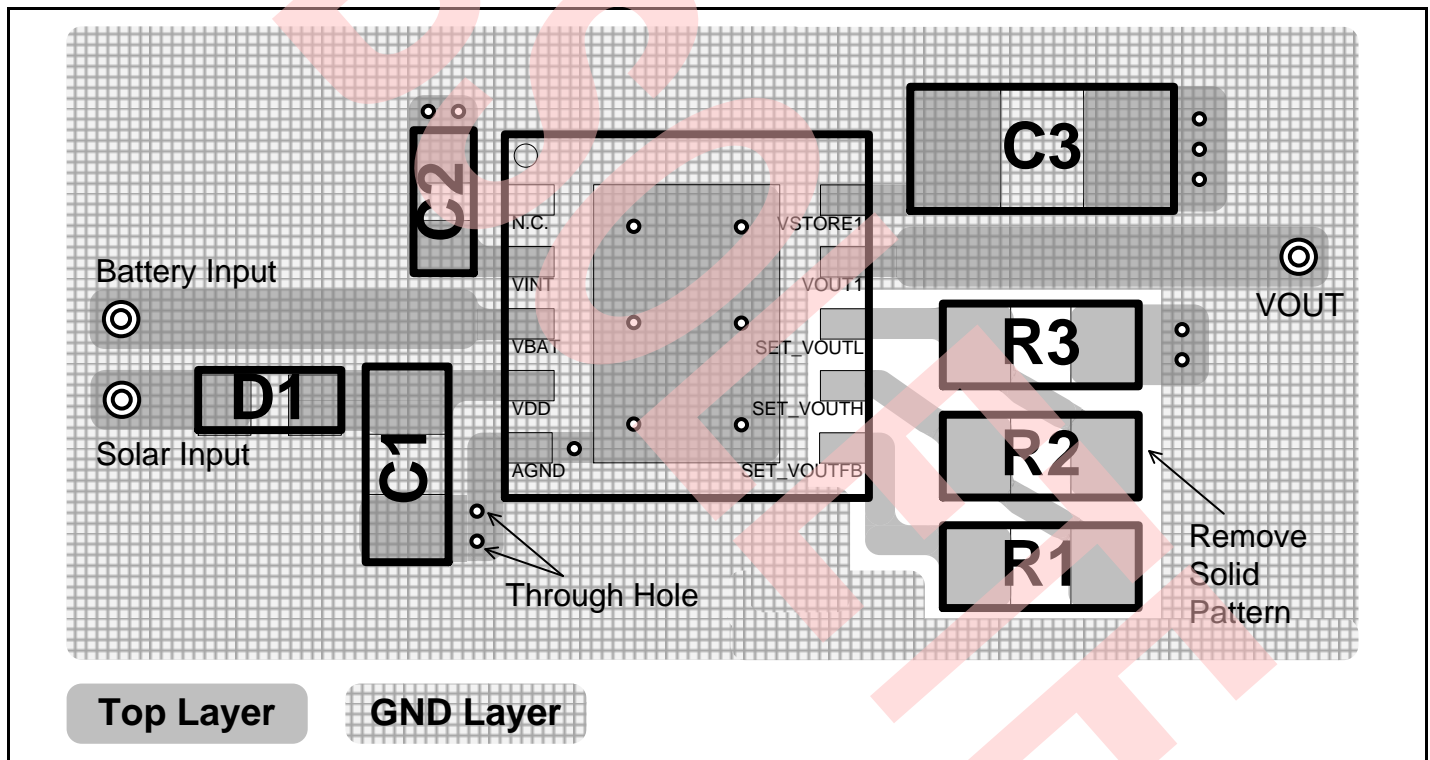 C2
C3
N.C.
VSTORE1
Battery Input
VINT
VOUT1
VOUT
VBAT
SET_VOUTL
R3
D1
VDD
SET_VOUTH
Solar Input
C1
AGND
SET_VOUTFB
R2
R1
Remove
Solid
Pattern
Through Hole
Top Layer
GND Layer